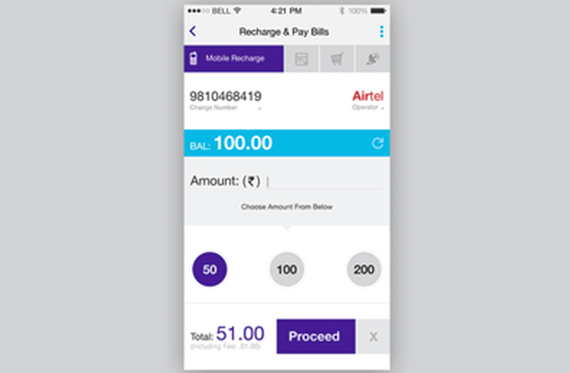 BELL 4:21 PM 100%
Recharge & Pay Bills
Mobile Recharge
9810468419 Airtel
Change Number Operator
BAL: 100.00
Amount: (₹)
Choose Amount From Below
50 100 200
Total: 51.00 Proceed X
(Including Fee: .01.00)